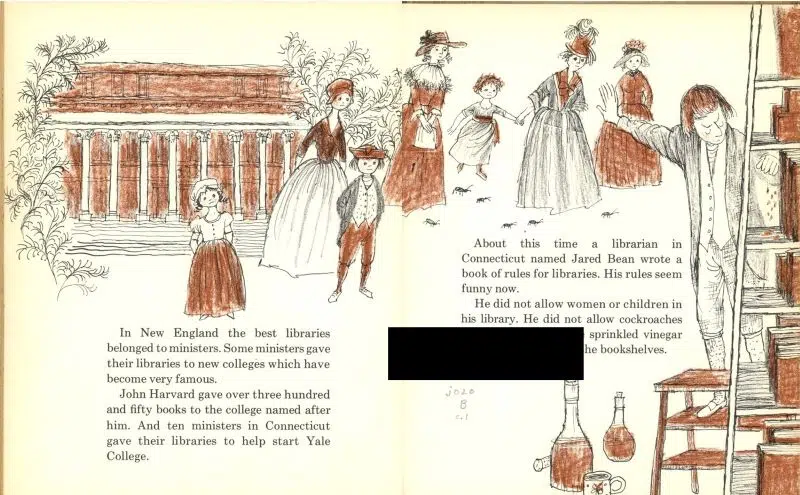 In New England the best libraries
belonged to ministers. Some ministers gave
their libraries to new colleges which have
become very famous.
John Harvard gave over three hundred
and fifty books to the college named after
him. And ten ministers in Connecticut
gave their libraries to help start Yale
College.
About this time a librarian in
Connecticut named Jared Bean wrote a
book of rules for libraries. His rules seem
funny now.
He did not allow women or children in
his library. He did not allow cockroaches
sprinkled vinegar
he bookshelves.
j020
B
c.1